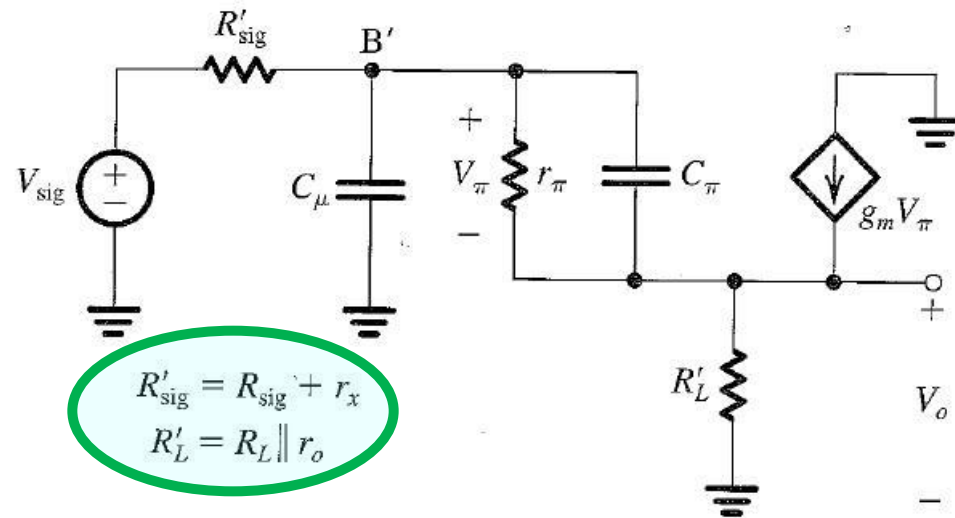 R'sig
B'
+
Vsig
+
−
Cμ
Vπ
rπ
Cπ
gmVπ
−
+
R'sig = Rsig + rx
R'L = RL || ro
R'L
Vo
−